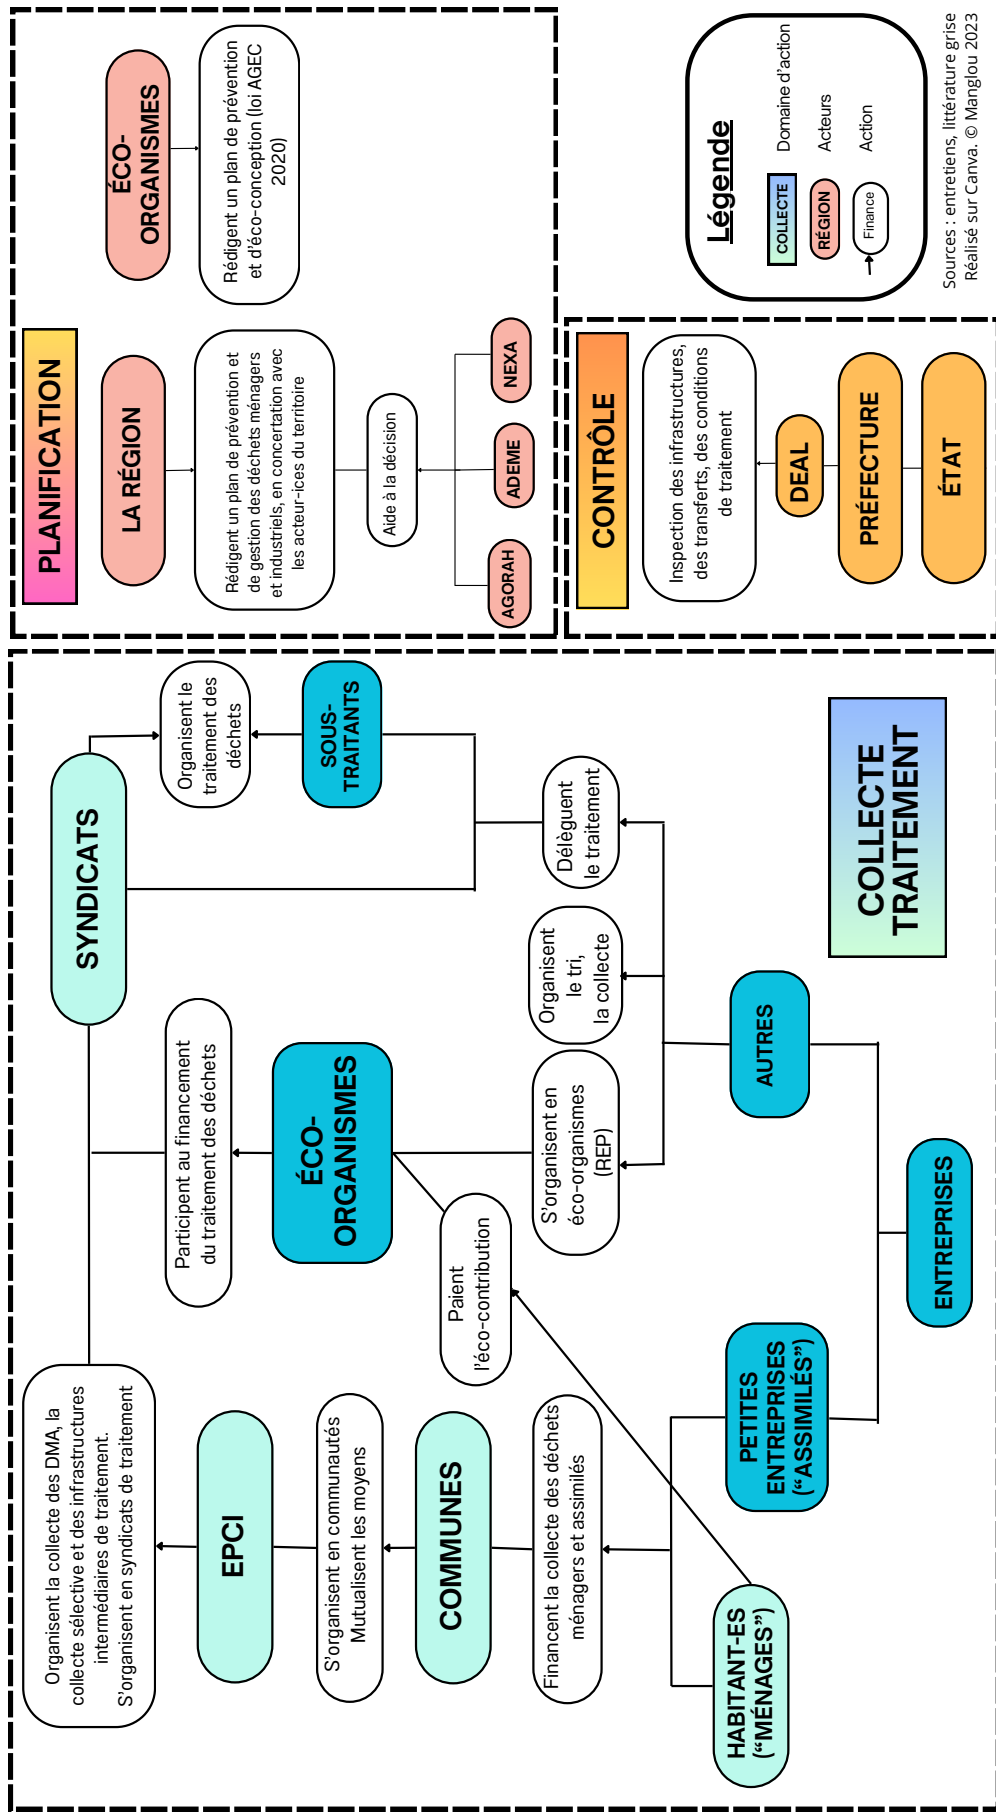 Organisent la collecte des DMA, la
collecte sélective et des infrastructures
intermédiaires de traitement.
S'organisent en syndicats de traitement
EPCI
S'organisent en communautés
Mutualisent les moyens
COMMUNES
Financent la collecte des déchets
ménagers et assimilés
HABITANT-ES
(“MÉNAGES”)
SYNDICATS
Participent au financement
du traitement des déchets
ÉCO-
ORGANISMES
Paient
l'éco-contribution
S'organisent en
éco-organismes
(REP)
Organisent
le tri,
la collecte
Délèguent
le traitement
Organisent le
traitement des
déchets
SOUS-
TRAITANTS
PETITES
ENTREPRISES
(“ASSIMILÉS”)
AUTRES
ENTREPRISES
COLLECTE
TRAITEMENT
PLANIFICATION
LA RÉGION
Rédigent un plan de prévention et
de gestion des déchets ménagers
et industriels, en concertation avec
les acteur-ices du territoire
Aide à la décision
AGORAH
ADEME
NEXA
ÉCO-
ORGANISMES
Rédigent un plan de prévention
et d'éco-conception (loi AGEC
2020)
CONTRÔLE
Inspection des infrastructures,
des transferts, des conditions
de traitement
DEAL
PRÉFECTURE
ÉTAT
Légende
COLLECTE Domaine d'action
RÉGION Acteurs
Finance Action
Sources : entretiens, littérature grise
Réalisé sur Canva. © Manglou 2023